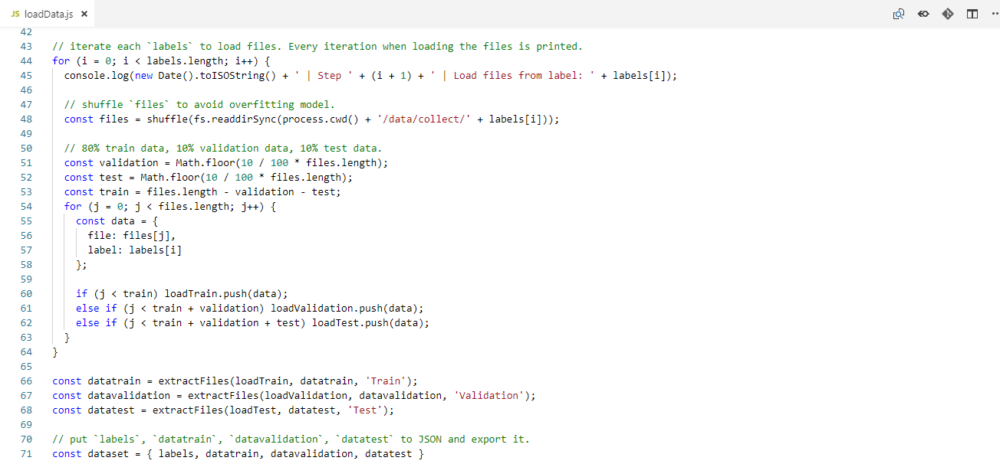 JS loadData.js ×
42
43 // iterate each `labels` to load files. Every iteration when loading the files is printed.
44 for (i = 0; i < labels.length; i++) {
45   console.log(new Date().toISOString() + ' | Step ' + (i + 1) + ' | Load files from label: ' + labels[i]);
46
47   // shuffle `files` to avoid overfitting model.
48   const files = shuffle(fs.readdirSync(process.cwd() + '/data/collect/' + labels[i]));
49
50   // 80% train data, 10% validation data, 10% test data.
51   const validation = Math.floor(10 / 100 * files.length);
52   const test = Math.floor(10 / 100 * files.length);
53   const train = files.length - validation - test;
54   for (j = 0; j < files.length; j++) {
55     const data = {
56       file: files[j],
57       label: labels[i]
58     };
59
60     if (j < train) loadTrain.push(data);
61     else if (j < train + validation) loadValidation.push(data);
62     else if (j < train + validation + test) loadTest.push(data);
63   }
64 }
65
66 const datatrain = extractFiles(loadTrain, datatrain, 'Train');
67 const datavalidation = extractFiles(loadValidation, datavalidation, 'Validation');
68 const datatest = extractFiles(loadTest, datatest, 'Test');
69
70 // put `labels`, `datatrain`, `datavalidation`, `datatest` to JSON and export it.
71 const dataset = { labels, datatrain, datavalidation, datatest }